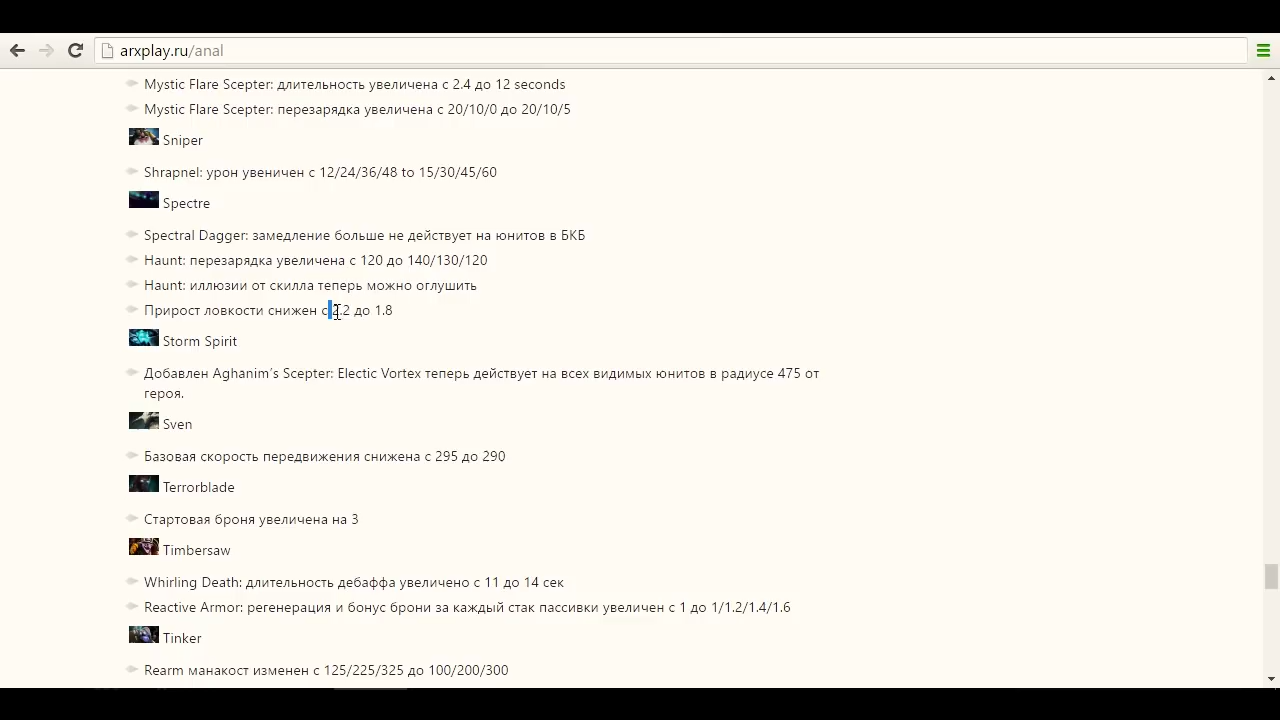 arxplay.ru/anal
Mystic Flare Scepter: длительность увеличена с 2.4 до 12 seconds
Mystic Flare Scepter: перезарядка увеличена с 20/10/0 до 20/10/5
Sniper
Shrapnel: урон увеничен с 12/24/36/48 to 15/30/45/60
Spectre
Spectral Dagger: замедление больше не действует на юнитов в БКБ
Haunt: перезарядка увеличена с 120 до 140/130/120
Haunt: иллюзии от скилла теперь можно оглушить
Прирост ловкости снижен с 2.2 до 1.8
Storm Spirit
Добавлен Aghanim’s Scepter: Electic Vortex теперь действует на всех видимых юнитов в радиусе 475 от
героя.
Sven
Базовая скорость передвижения снижена с 295 до 290
Terrorblade
Стартовая броня увеличена на 3
Timbersaw
Whirling Death: длительность дебаффа увеличено с 11 до 14 сек
Reactive Armor: регенерация и бонус брони за каждый стак пассивки увеличен с 1 до 1/1.2/1.4/1.6
Tinker
Rearm манакост изменен с 125/225/325 до 100/200/300